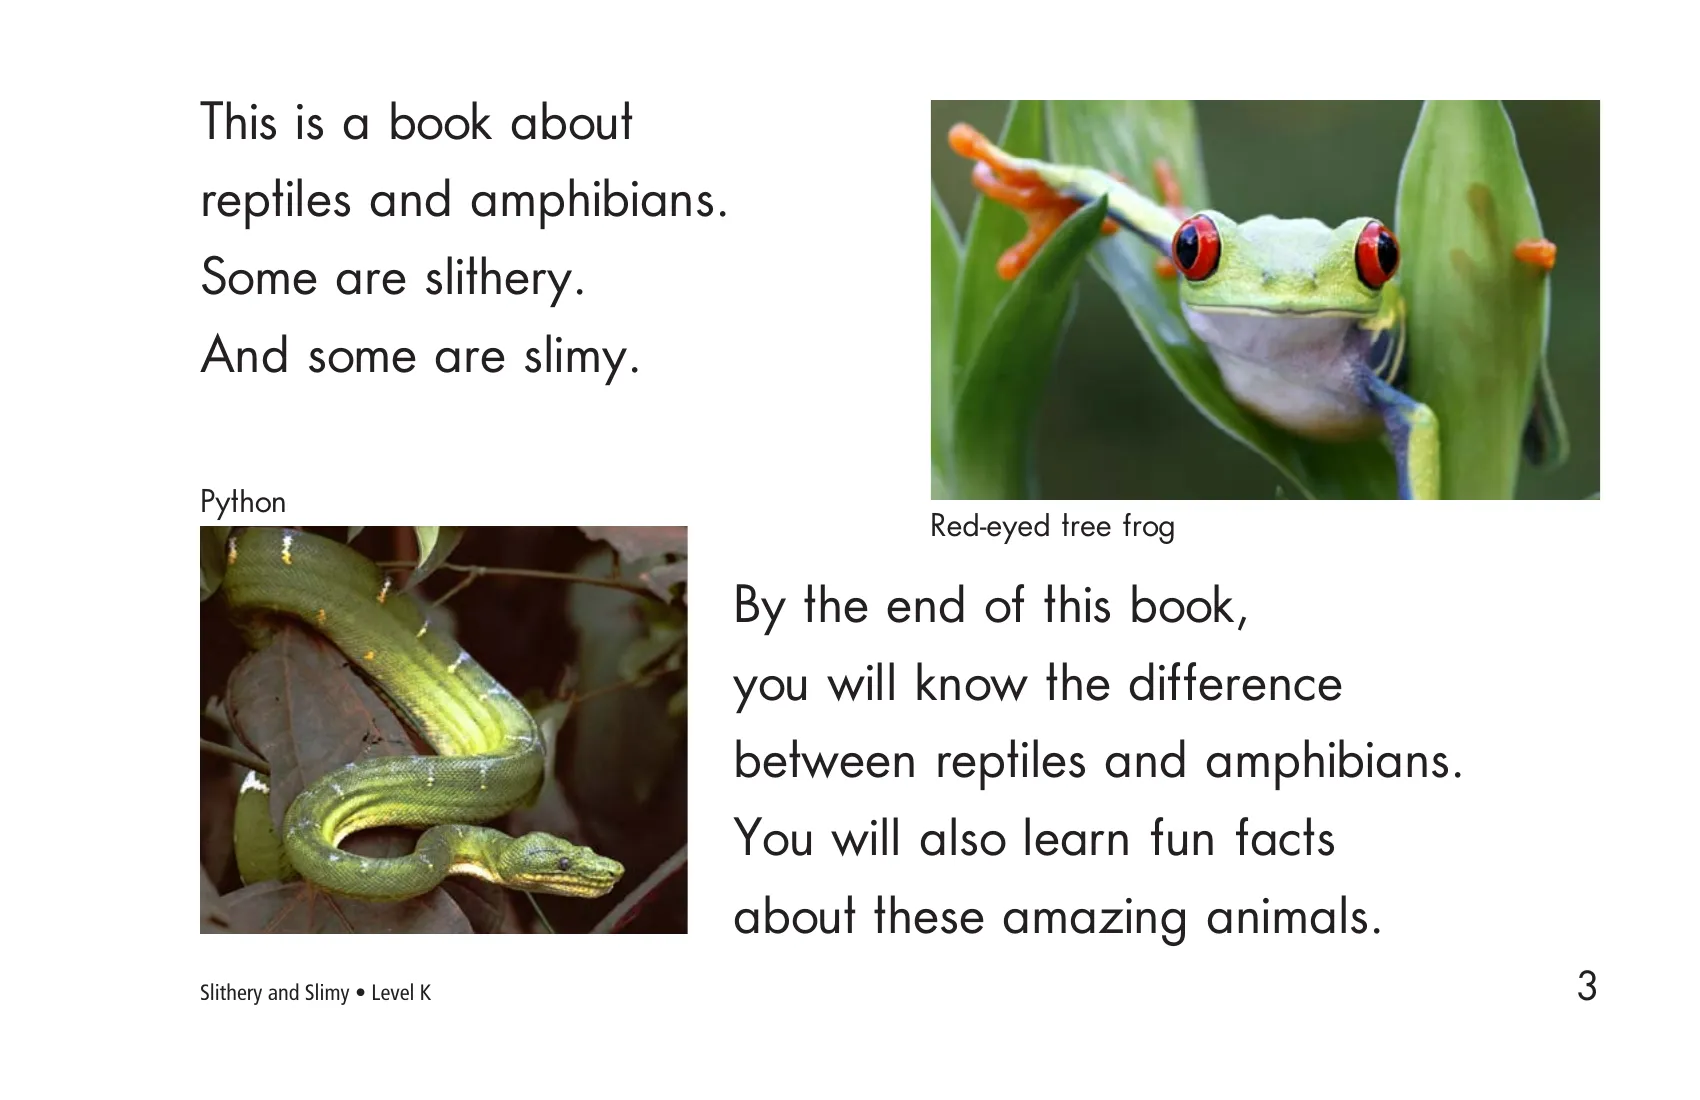 This is a book about
reptiles and amphibians.
Some are slithery.
And some are slimy.
Python
Red-eyed tree frog
By the end of this book,
you will know the difference
between reptiles and amphibians.
You will also learn fun facts
about these amazing animals.
Slithery and Slimy • Level K
3